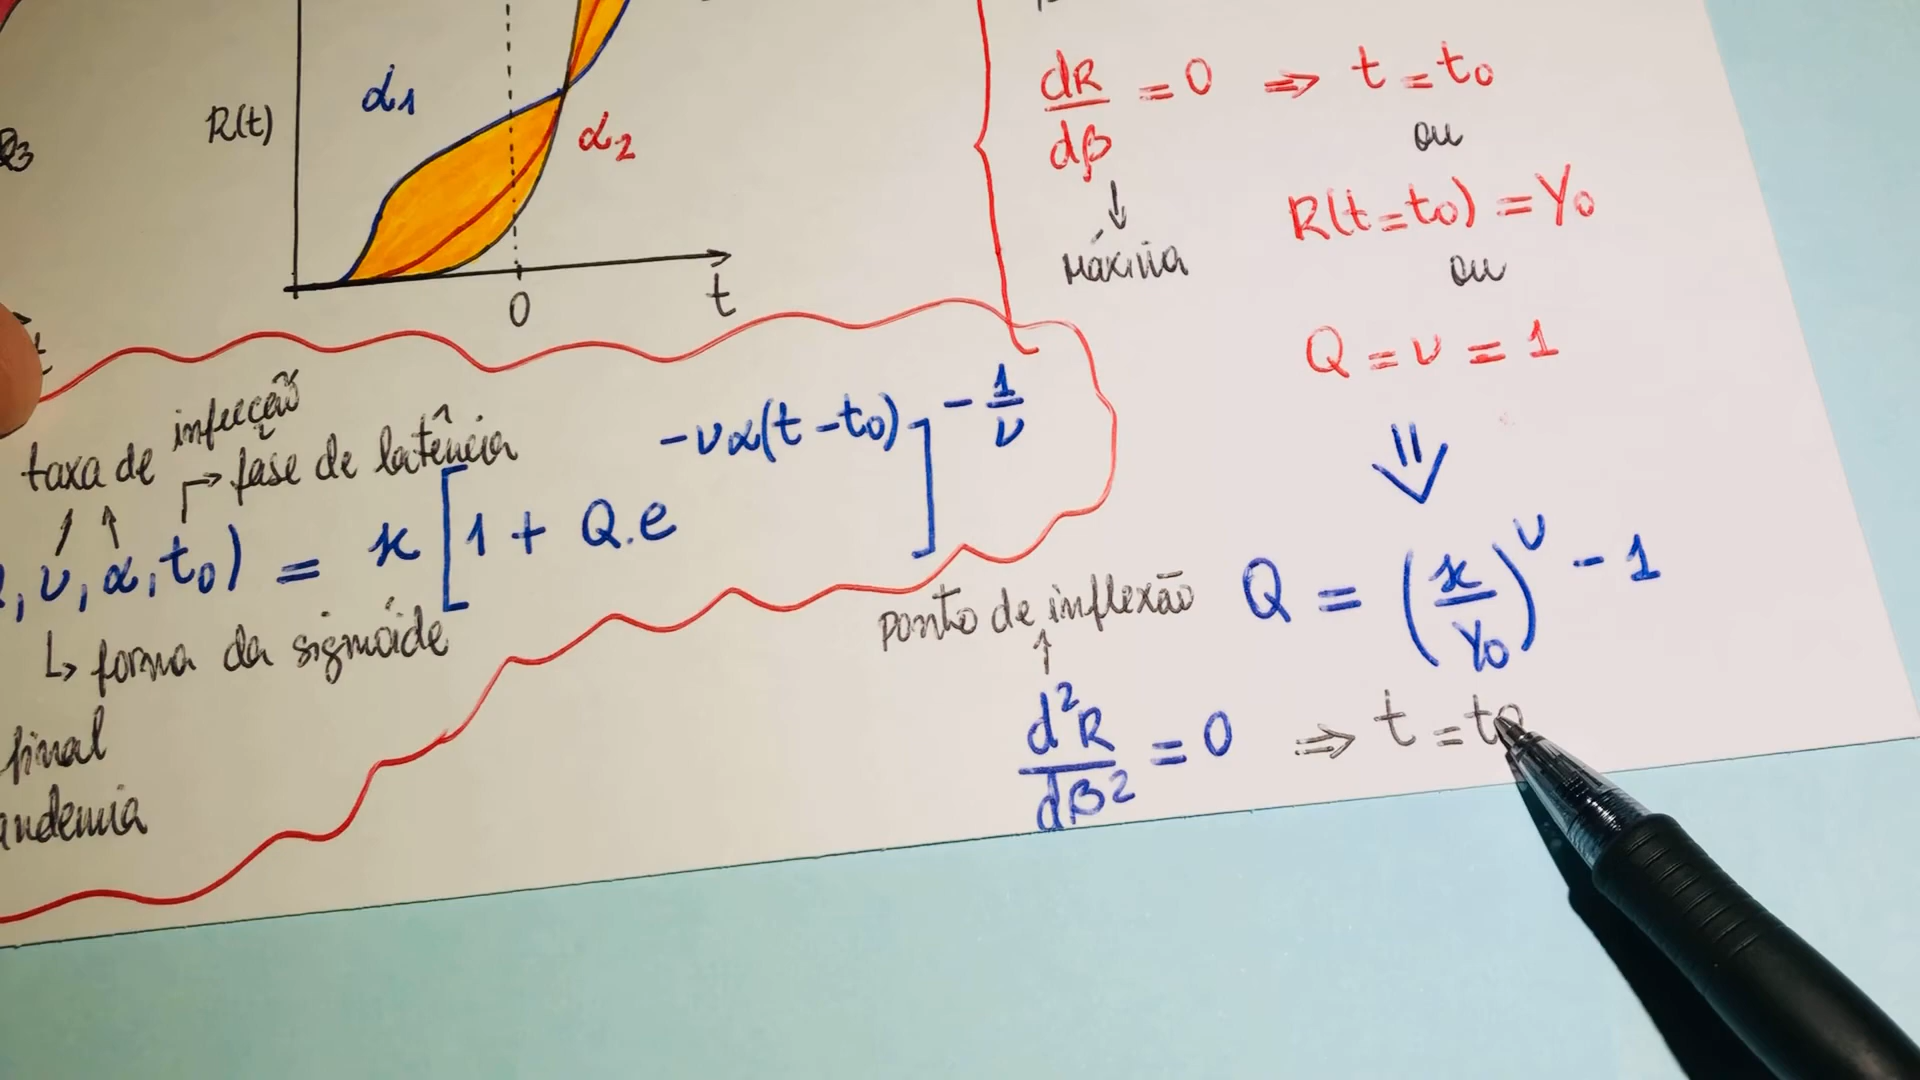 α1
R(t)
α2
0
t
taxa de infecção
fase de latência
, ν, α, t0) = κ [1 + Q.e^{-να(t-t0)}]^{-1/ν}
↳ forma da sigmóide
final
andemia
dR/dβ = 0 ⇒ t = t0
ou
máxima
R(t=t0) = Y0
ou
Q = ν = 1
⇓
Q = (κ/Y0)^ν - 1
ponto de inflexão
d²R/dβ² = 0 ⇒ t = t0